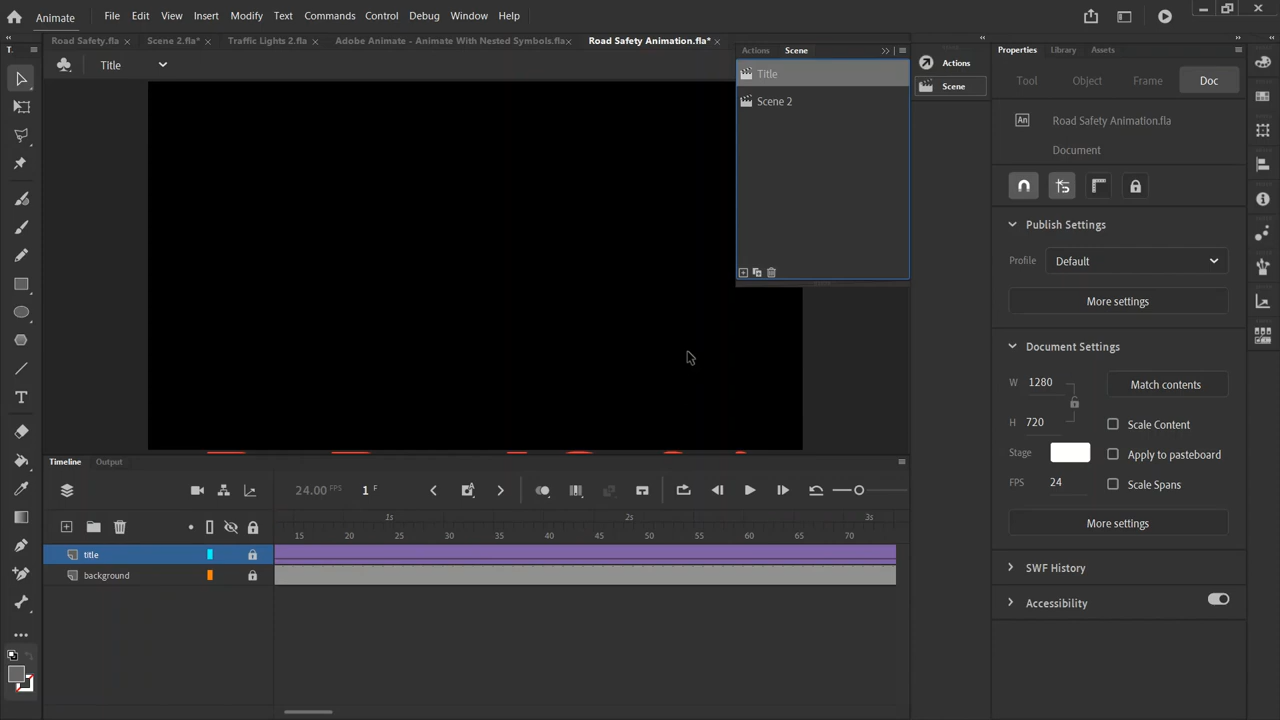 Animate File Edit View Insert Modify Text Commands Control Debug Window Help
Road Safety.fla × Scene 2.fla* × Traffic Lights 2.fla × Adobe Animate - Animate With Nested Symbols.fla× Road Safety Animation.fla* ×
Title
Actions Scene
Title
Scene 2
Actions
Scene
Properties Library Assets
Tool Object Frame Doc
An Road Safety Animation.fla
Document
Publish Settings
Profile Default
More settings
Document Settings
W 1280 Match contents
H 720 Scale Content
Stage Apply to pasteboard
FPS 24 Scale Spans
More settings
SWF History
Accessibility
Timeline Output
24.00 FPS 1 F
1s 2s 3s
15 20 25 30 35 40 45 50 55 60 65 70
title
background
T.